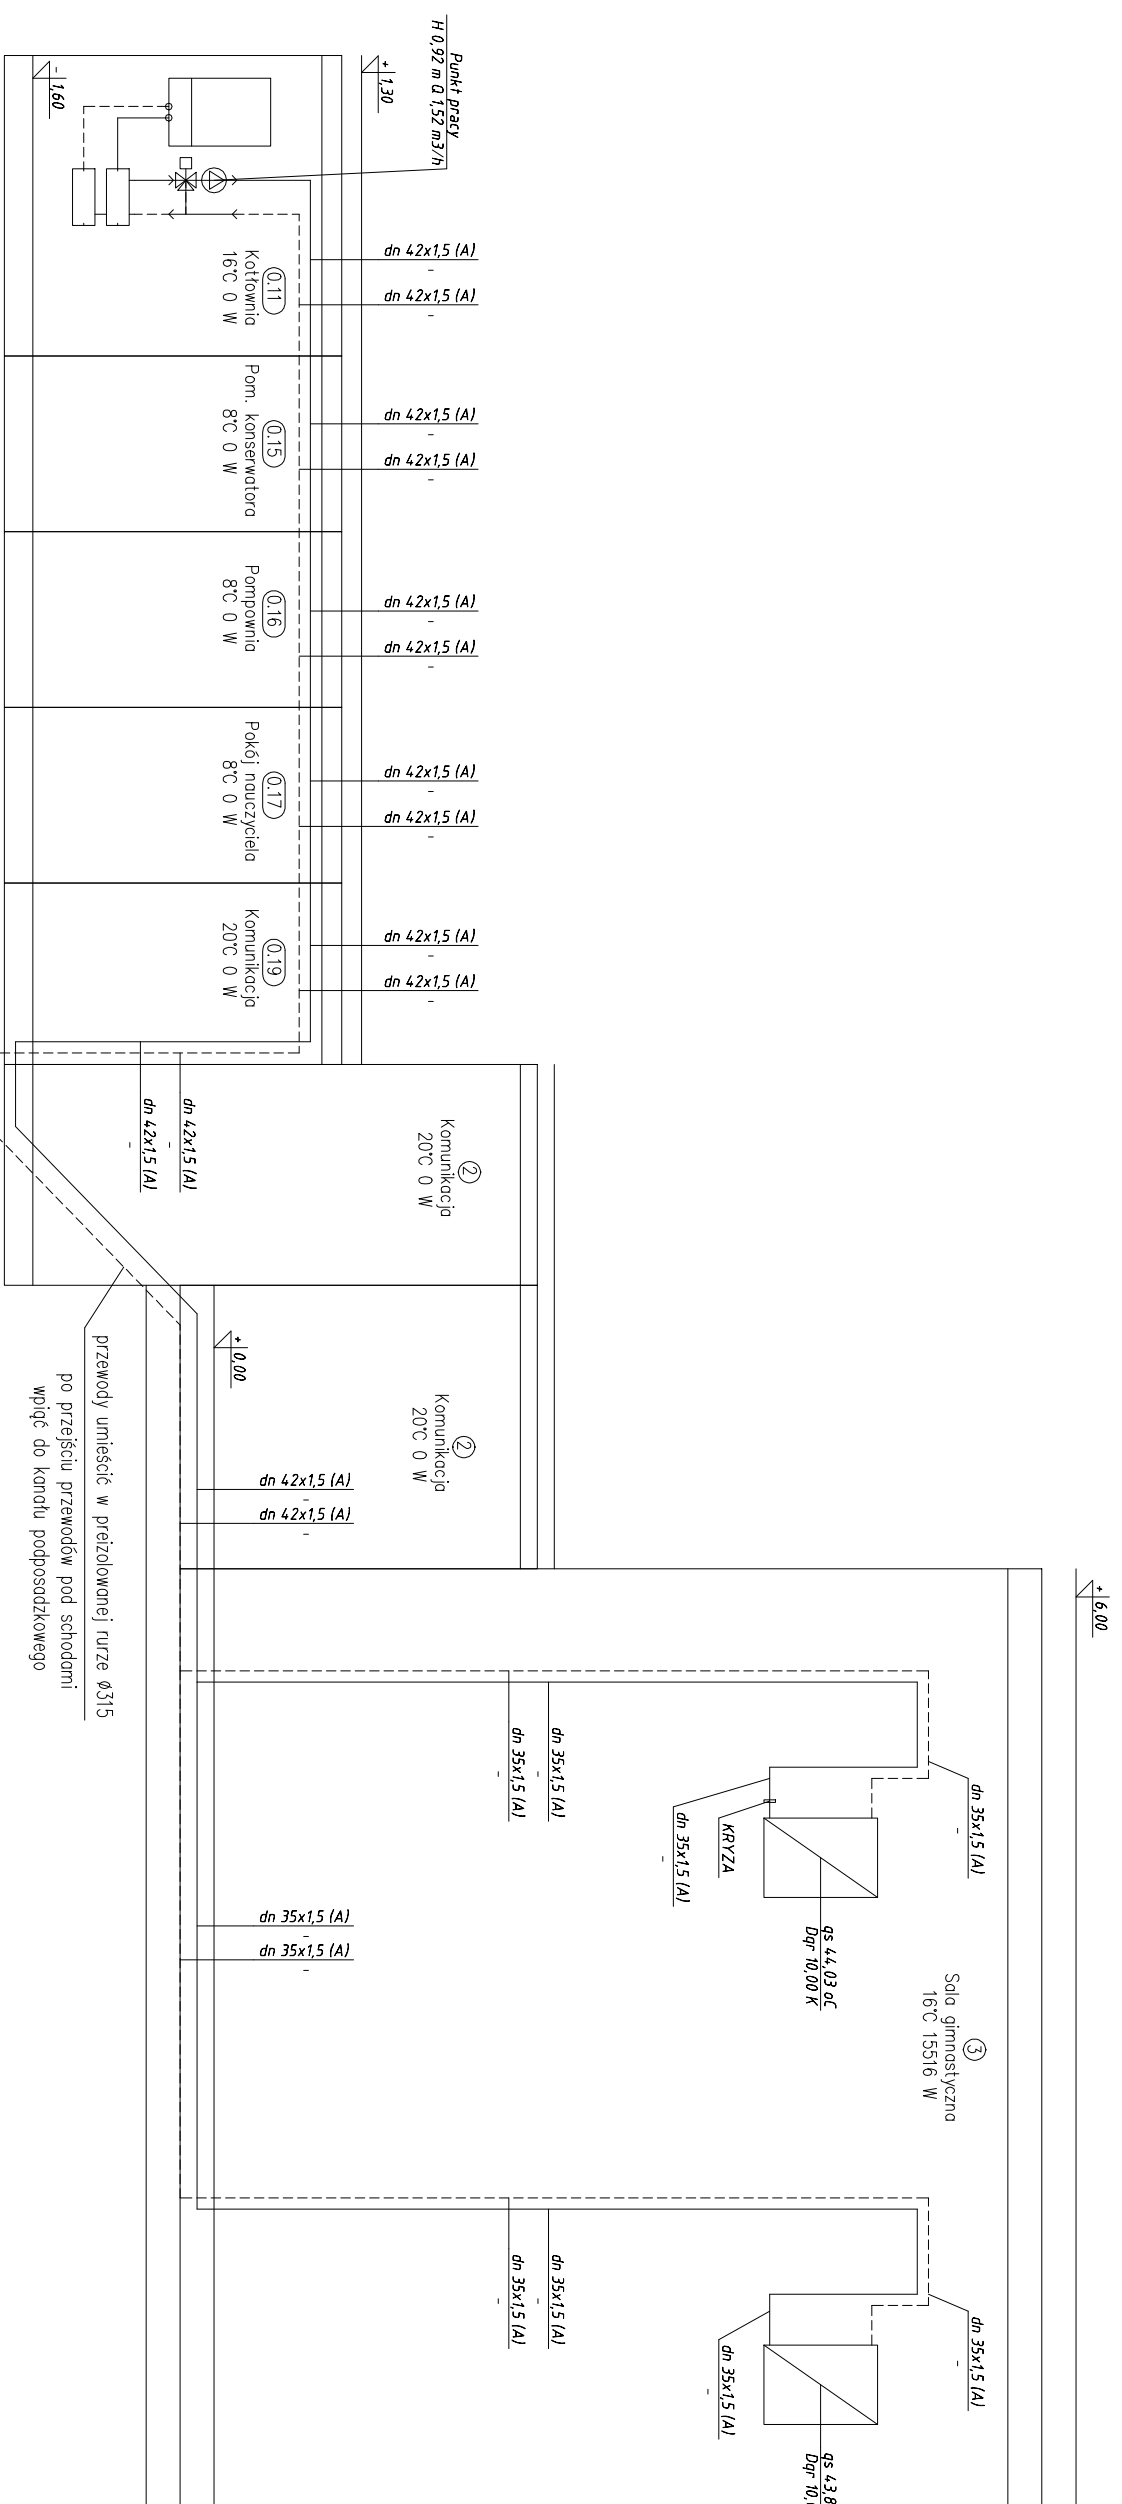 Punkt pracy
H 0,92 m Q 1,52 m3/h
+ 1,30
- 1,60
dn 42x1,5 (A)
-
dn 42x1,5 (A)
-
0.11
Kotłownia
16°C 0 W
dn 42x1,5 (A)
-
dn 42x1,5 (A)
-
0.15
Pom. konserwatora
8°C 0 W
dn 42x1,5 (A)
-
dn 42x1,5 (A)
-
0.16
Pompownia
8°C 0 W
dn 42x1,5 (A)
-
dn 42x1,5 (A)
-
0.17
Pokój nauczyciela
8°C 0 W
dn 42x1,5 (A)
-
dn 42x1,5 (A)
-
0.19
Komunikacja
20°C 0 W
dn 42x1,5 (A)
-
dn 42x1,5 (A)
-
2
Komunikacja
20°C 0 W
+ 0,00
przewody umieścić w preizolowanej rurze Ø315
po przejściu przewodów pod schodami
wpiąć do kanału podposadzkowego
2
Komunikacja
20°C 0 W
dn 42x1,5 (A)
-
dn 42x1,5 (A)
-
+ 6,00
dn 35x1,5 (A)
-
dn 35x1,5 (A)
-
dn 35x1,5 (A)
-
KRYZA
dn 35x1,5 (A)
-
qs 44,03 oC
Dqr 10,00 K
dn 35x1,5 (A)
-
dn 35x1,5 (A)
-
3
Sala gimnastyczna
16°C 15516 W
dn 35x1,5 (A)
-
dn 35x1,5 (A)
-
dn 35x1,5 (A)
-
dn 35x1,5 (A)
-
qs 43,8
Dqr 10,